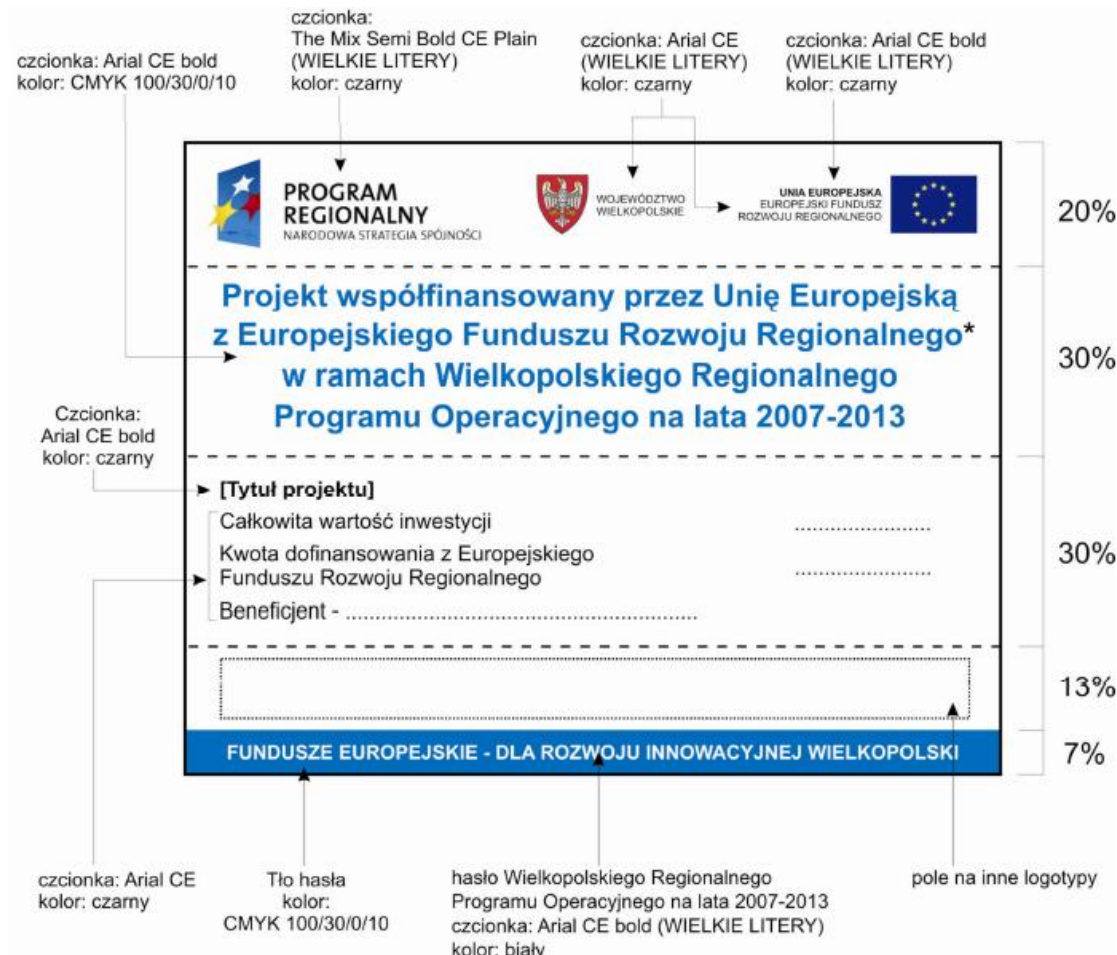 czcionka:
The Mix Semi Bold CE Plain
(WIELKIE LITERY)
kolor: czarny
czcionka: Arial CE bold
kolor: CMYK 100/30/0/10
czcionka: Arial CE
(WIELKIE LITERY)
kolor: czarny
czcionka: Arial CE bold
(WIELKIE LITERY)
kolor: czarny
PROGRAM
REGIONALNY
NARODOWA STRATEGIA SPÓJNOŚCI
WOJEWÓDZTWO
WIELKOPOLSKIE
UNIA EUROPEJSKA
EUROPEJSKI FUNDUSZ
ROZWOJU REGIONALNEGO
20%
Projekt współfinansowany przez Unię Europejską
z Europejskiego Funduszu Rozwoju Regionalnego*
w ramach Wielkopolskiego Regionalnego
Programu Operacyjnego na lata 2007-2013
30%
Czcionka:
Arial CE bold
kolor: czarny
[Tytuł projektu]
Całkowita wartość inwestycji ........................
Kwota dofinansowania z Europejskiego
Funduszu Rozwoju Regionalnego ........................
Beneficjent - ...............................................................
30%
13%
FUNDUSZE EUROPEJSKIE - DLA ROZWOJU INNOWACYJNEJ WIELKOPOLSKI
7%
czcionka: Arial CE
kolor: czarny
Tło hasła
kolor:
CMYK 100/30/0/10
hasło Wielkopolskiego Regionalnego
Programu Operacyjnego na lata 2007-2013
czcionka: Arial CE bold (WIELKIE LITERY)
kolor: biały
pole na inne logotypy